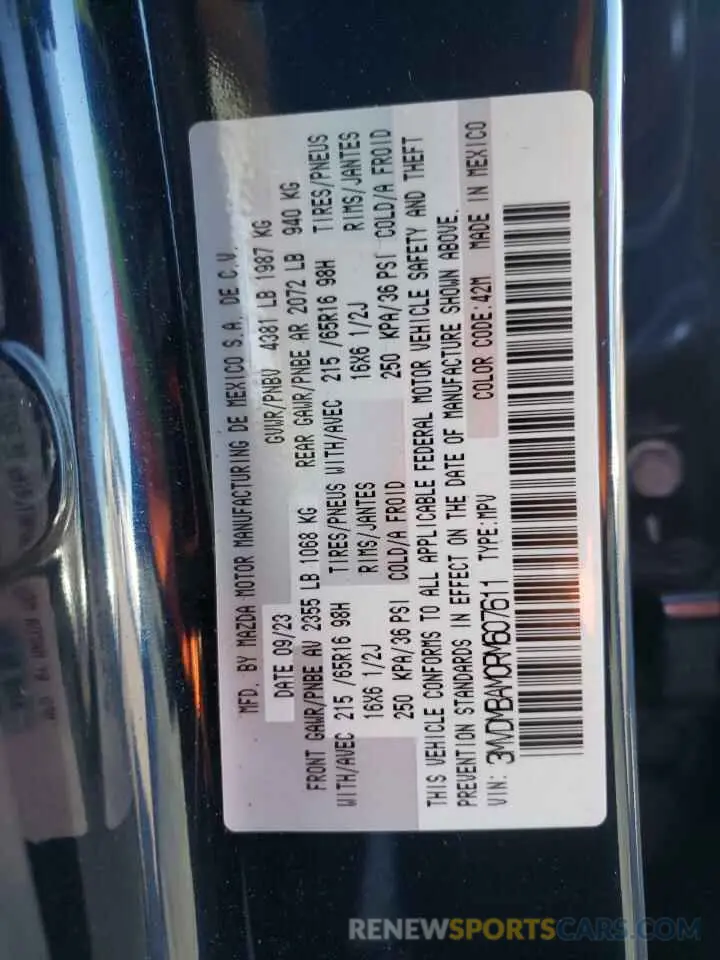 MFD. BY MAZDA MOTOR MANUFACTURING DE MEXICO S.A. DE C.V.
DATE 09/23 GVWR/PNBV 4381 LB 1987 KG
FRONT GAWR/PNBE AV 2355 LB 1068 KG REAR GAWR/PNBE AR 2072 LB 940 KG
WITH/AVEC 215 /65R16 98H TIRES/PNEUS WITH/AVEC 215 /65R16 98H TIRES/PNEUS
16X6 1/2J RIMS/JANTES 16X6 1/2J RIMS/JANTES
250 KPA/36 PSI COLD/A FROID 250 KPA/36 PSI COLD/A FROID
THIS VEHICLE CONFORMS TO ALL APPLICABLE FEDERAL MOTOR VEHICLE SAFETY AND THEFT
PREVENTION STANDARDS IN EFFECT ON THE DATE OF MANUFACTURE SHOWN ABOVE.
VIN: 3MVDMBAM0RM607611 TYPE:MPV COLOR CODE:42M MADE IN MEXICO
RENEWSPORTSCARS.COM